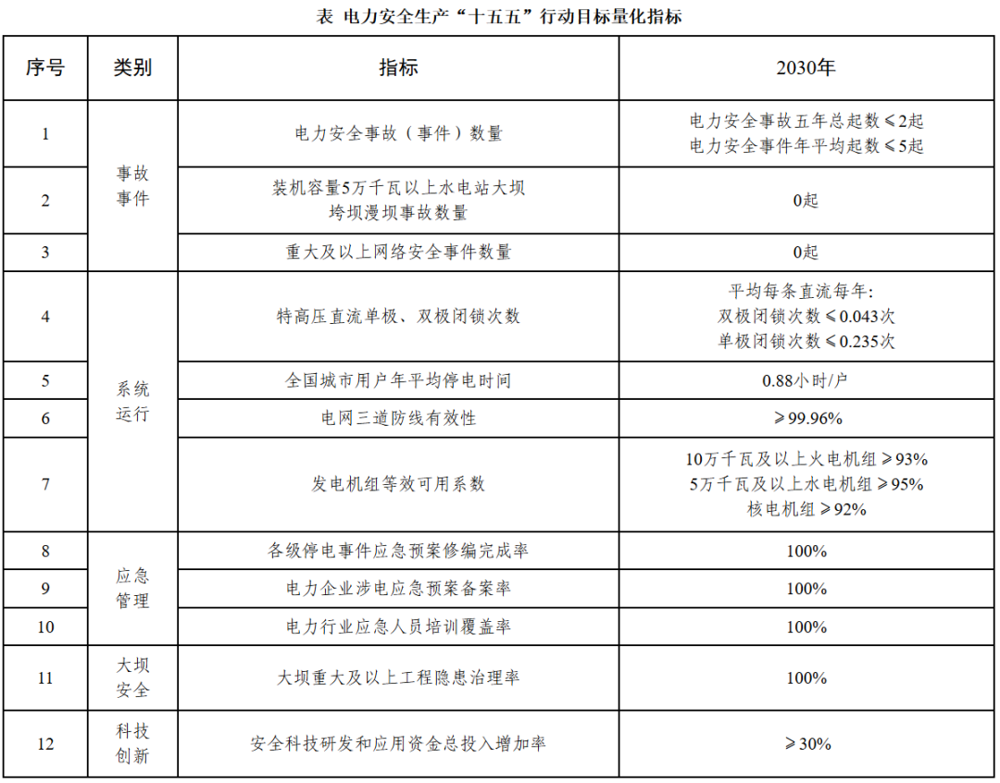 表 电力安全生产“十五五”行动目标量化指标
序号 类别 指标 2030年
事故
事件
1 电力安全事故（事件）数量 电力安全事故五年总起数≤2起
电力安全事件年平均起数≤5起
2 装机容量5万千瓦以上水电站大坝
垮坝漫坝事故数量 0起
3 重大及以上网络安全事件数量 0起
系统
运行
4 特高压直流单极、双极闭锁次数 平均每条直流每年：
双极闭锁次数≤0.043次
单极闭锁次数≤0.235次
5 全国城市用户年平均停电时间 0.88小时/户
6 电网三道防线有效性 ≥99.96%
7 发电机组等效可用系数 10万千瓦及以上火电机组≥93%
5万千瓦及以上水电机组≥95%
核电机组≥92%
应急
管理
8 各级停电事件应急预案修编完成率 100%
9 电力企业涉电应急预案备案率 100%
10 电力行业应急人员培训覆盖率 100%
大坝
安全
11 大坝重大及以上工程隐患治理率 100%
科技
创新
12 安全科技研发和应用资金总投入增加率 ≥30%